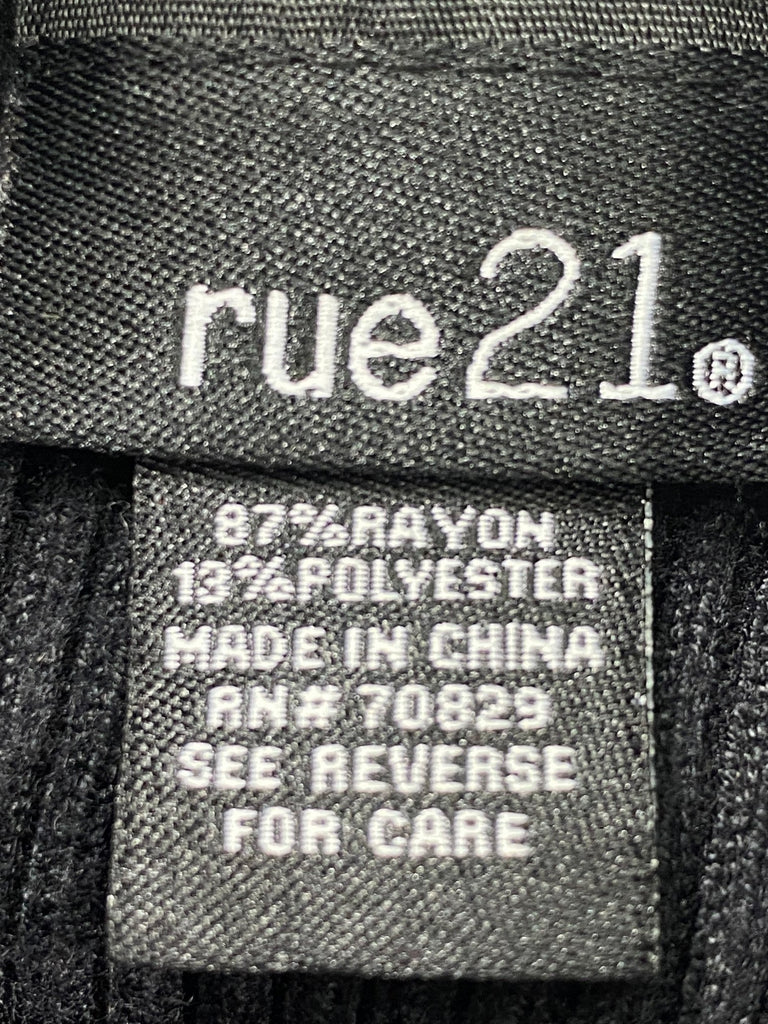 rue21®
87%RAYON
13%POLYESTER
MADE IN CHINA
RN# 70829
SEE REVERSE
FOR CARE